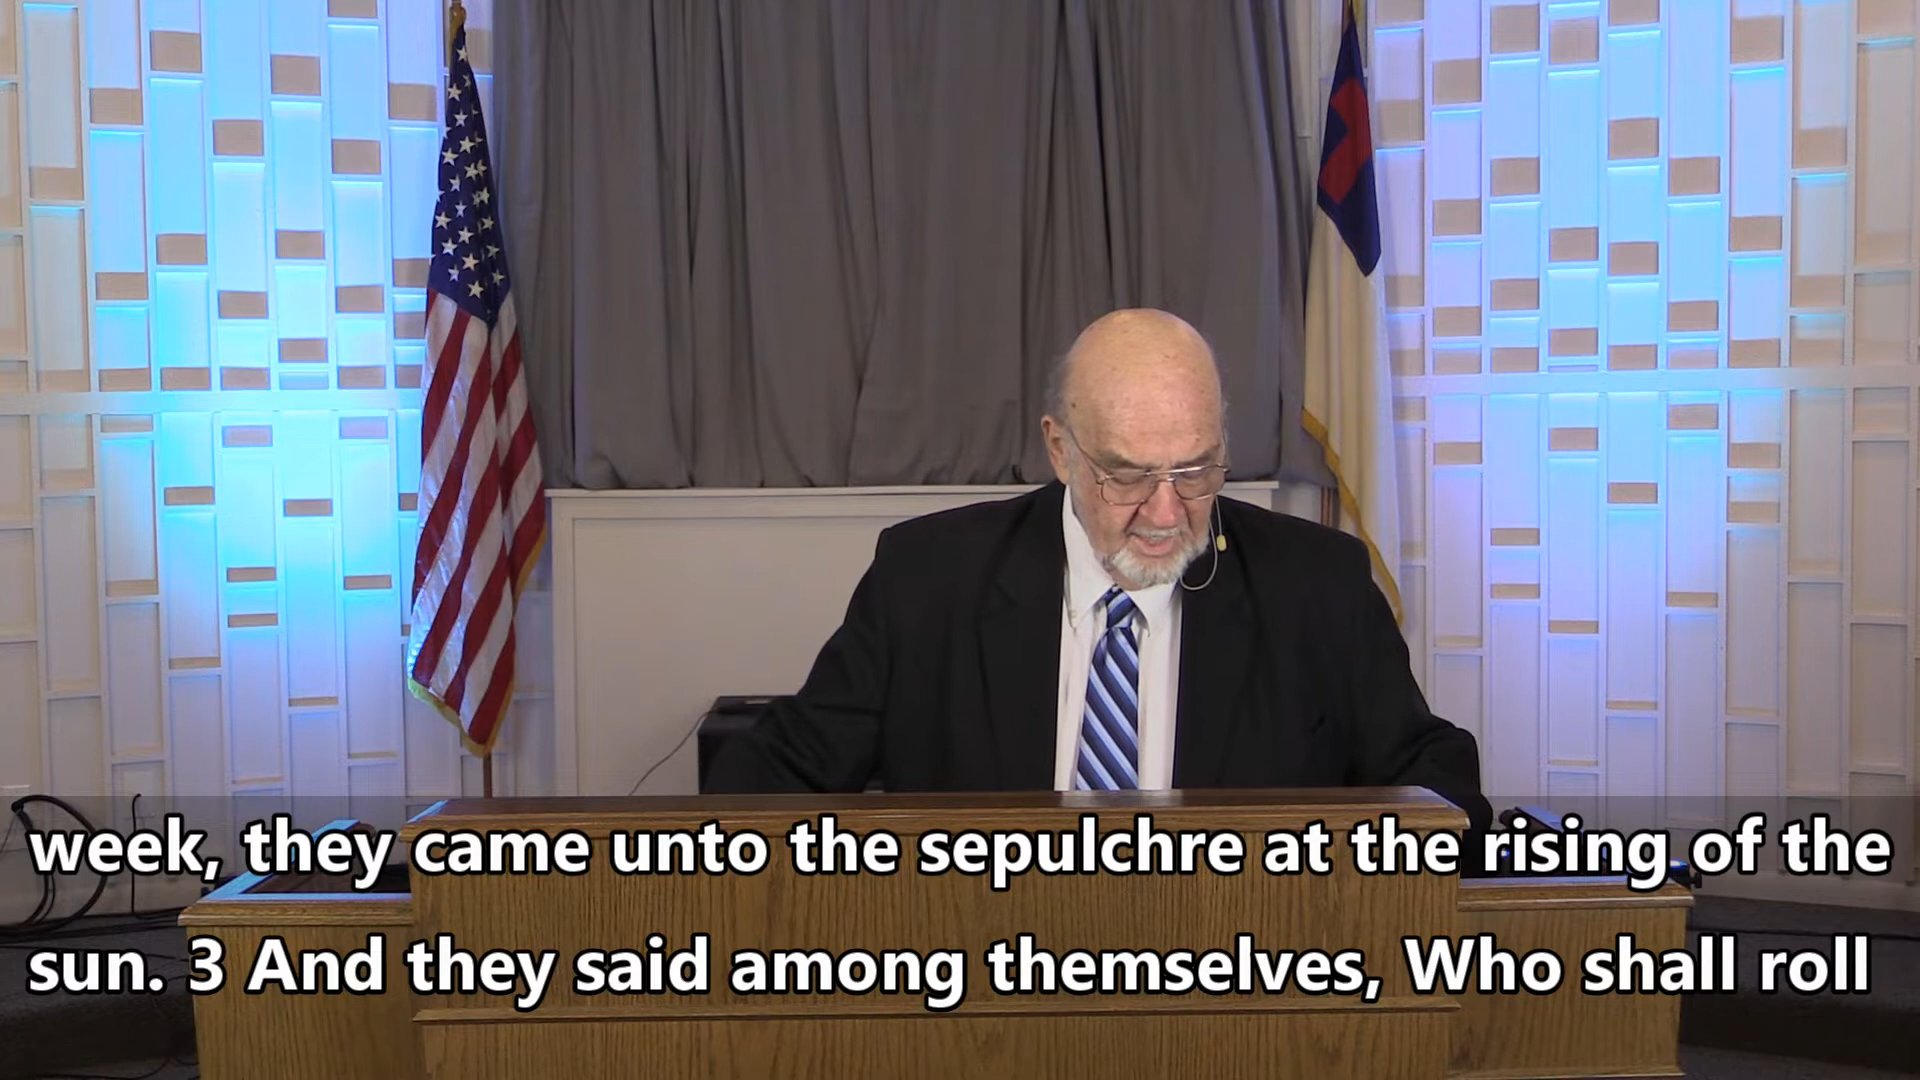 week, they came unto the sepulchre at the rising of the
sun. 3 And they said among themselves, Who shall roll